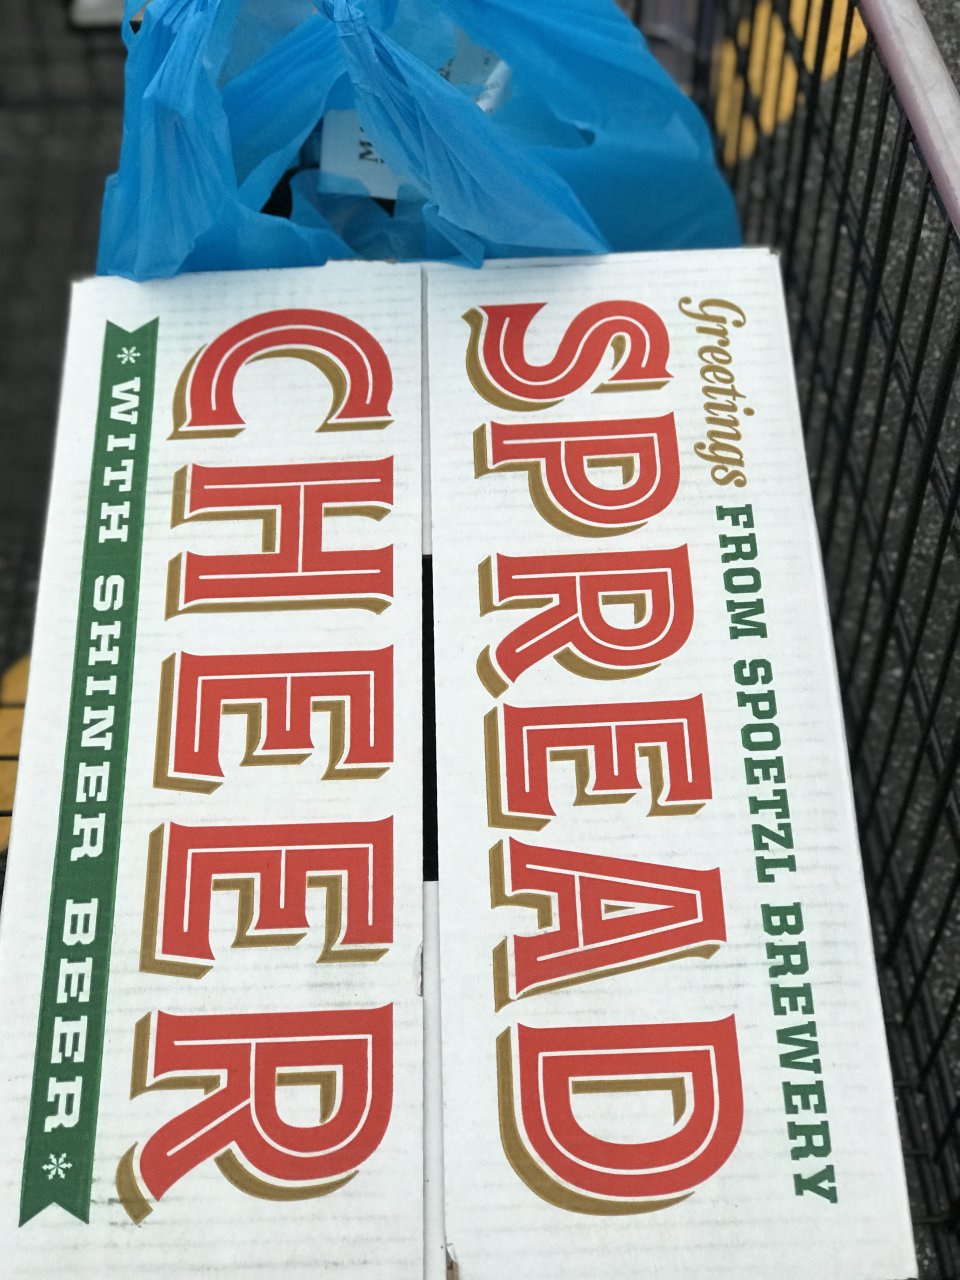 Greetings FROM SPOETZL BREWERY
SPREAD
CHEER
WITH SHINER BEER